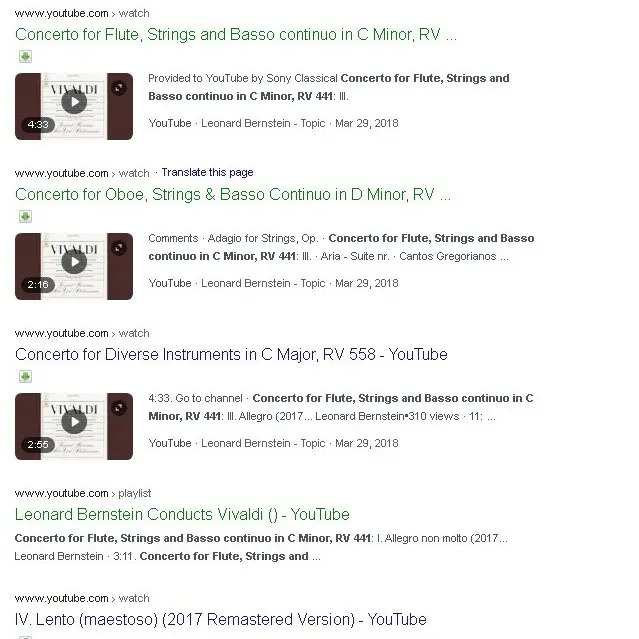 www.youtube.com › watch
Concerto for Flute, Strings and Basso continuo in C Minor, RV ...
VIVALDI
4:33
Provided to YouTube by Sony Classical Concerto for Flute, Strings and
Basso continuo in C Minor, RV 441: III.
YouTube · Leonard Bernstein - Topic · Mar 29, 2018
www.youtube.com › watch · Translate this page
Concerto for Oboe, Strings & Basso Continuo in D Minor, RV ...
VIVALDI
2:16
Comments · Adagio for Strings, Op. · Concerto for Flute, Strings and Basso
continuo in C Minor, RV 441: III. · Aria - Suite nr. · Cantos Gregorianos ...
YouTube · Leonard Bernstein - Topic · Mar 29, 2018
www.youtube.com › watch
Concerto for Diverse Instruments in C Major, RV 558 - YouTube
VIVALDI
2:55
4:33. Go to channel · Concerto for Flute, Strings and Basso continuo in C
Minor, RV 441: III. Allegro (2017... Leonard Bernstein•310 views · 11: ...
YouTube · Leonard Bernstein - Topic · Mar 29, 2018
www.youtube.com › playlist
Leonard Bernstein Conducts Vivaldi () - YouTube
Concerto for Flute, Strings and Basso continuo in C Minor, RV 441: I. Allegro non molto (2017...
Leonard Bernstein · 3:11. Concerto for Flute, Strings and ...
www.youtube.com › watch
IV. Lento (maestoso) (2017 Remastered Version) - YouTube